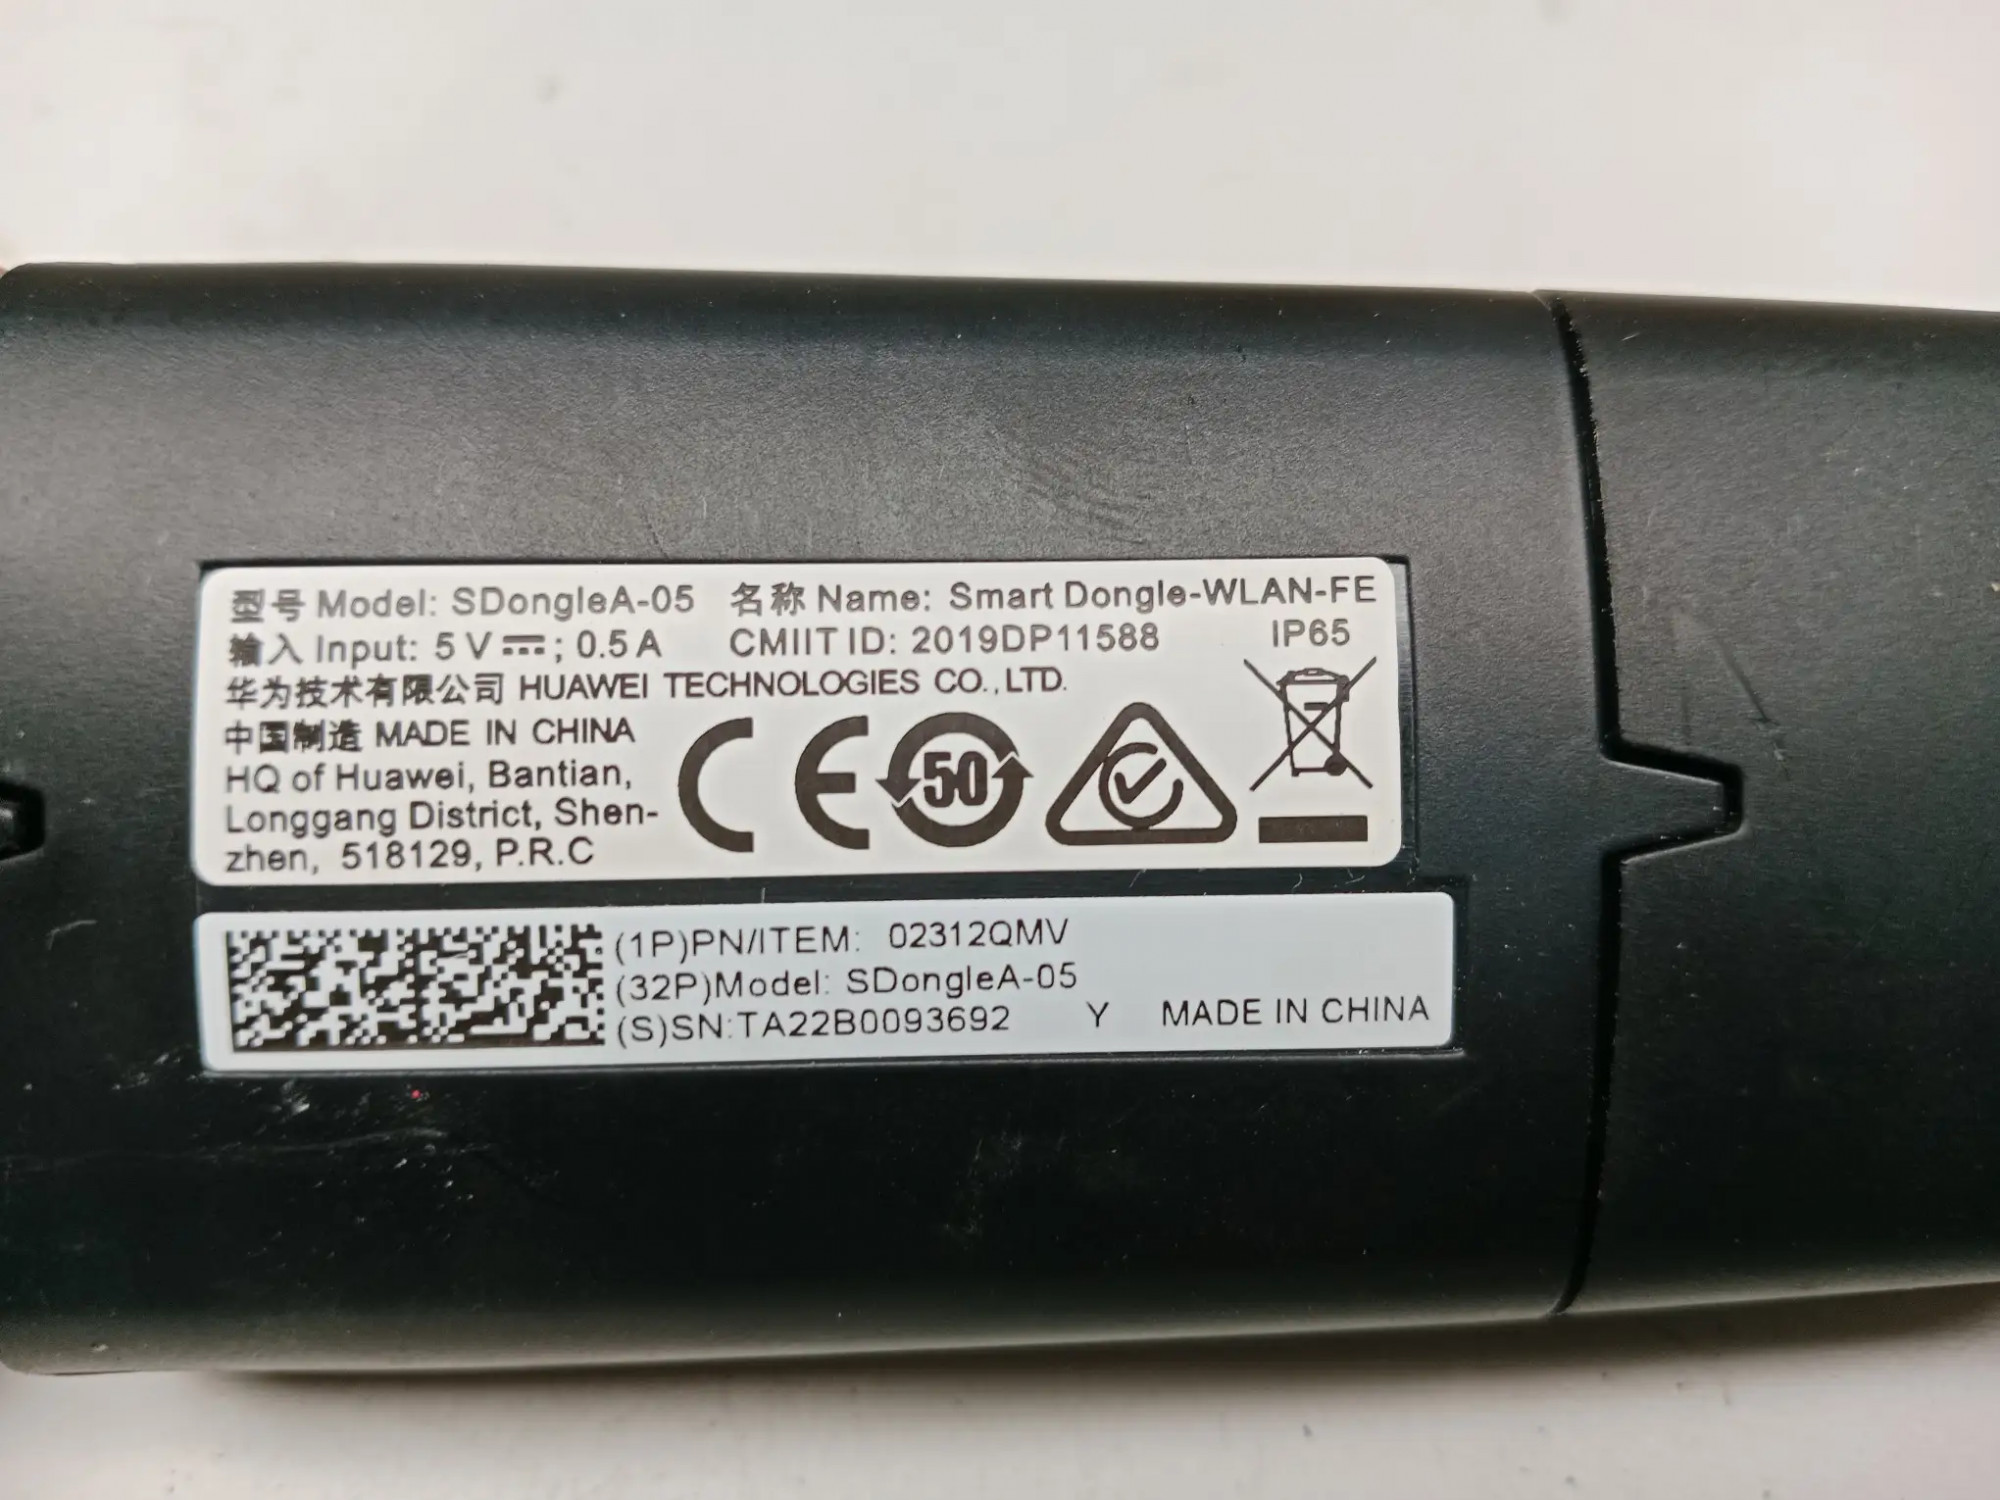 型号 Model: SDongleA-05 名称 Name: Smart Dongle-WLAN-FE
输入 Input: 5 V⎓; 0.5 A CMIIT ID: 2019DP11588 IP65
华为技术有限公司 HUAWEI TECHNOLOGIES CO.,LTD.
中国制造 MADE IN CHINA
HQ of Huawei, Bantian,
Longgang District, Shen-
zhen, 518129, P.R.C
CE 50
(1P)PN/ITEM: 02312QMV
(32P)Model: SDongleA-05
(S)SN:TA22B0093692 Y MADE IN CHINA